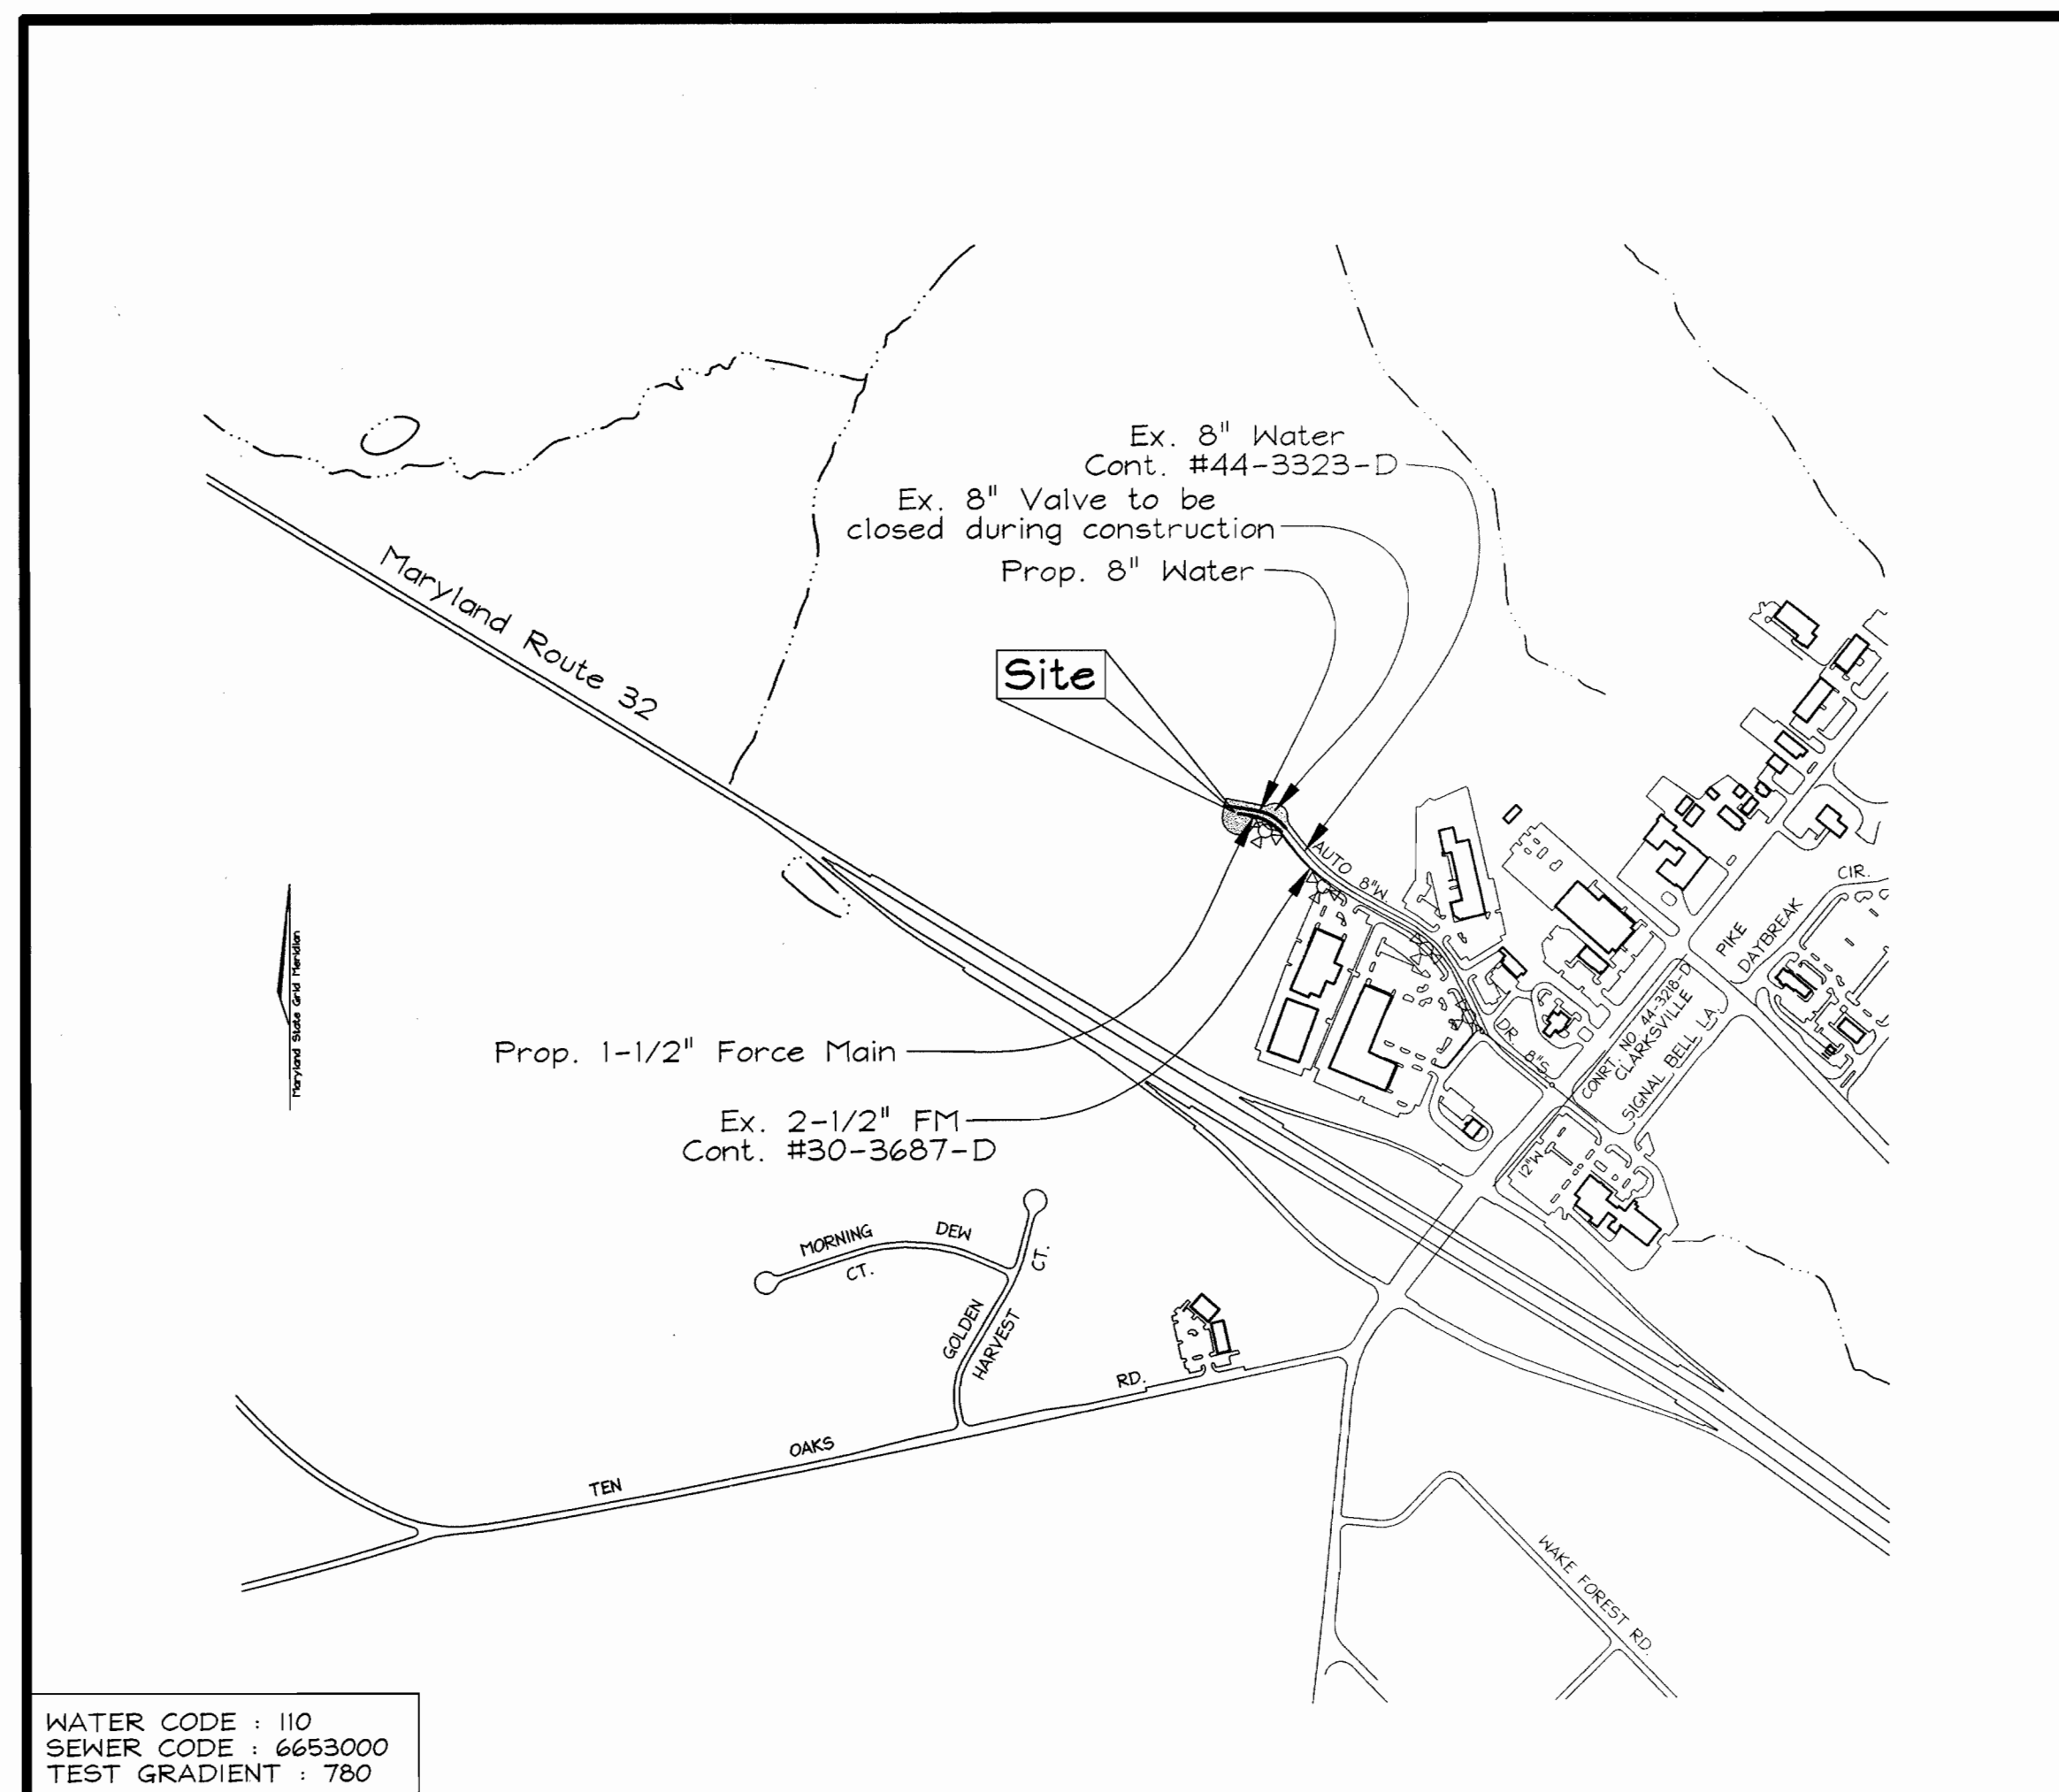 Ex. 8" Water
Cont. #44-3323-D
Ex. 8" Valve to be
closed during construction
Prop. 8" Water
Site
Maryland Route 32
AUTO
8"W.
CIR.
PIKE
DAYBREAK
Maryland State Grid Meridian
DR.
8"S.
CONRT. NO 44-3218-D
CLARKSVILLE
SIGNAL BELL LA.
12"W
Prop. 1-1/2" Force Main
Ex. 2-1/2" FM
Cont. #30-3687-D
MORNING
DEW
CT.
CT.
GOLDEN
HARVEST
RD.
OAKS
TEN
WAKE FOREST RD.
WATER CODE : 110
SEWER CODE : 6653000
TEST GRADIENT : 780